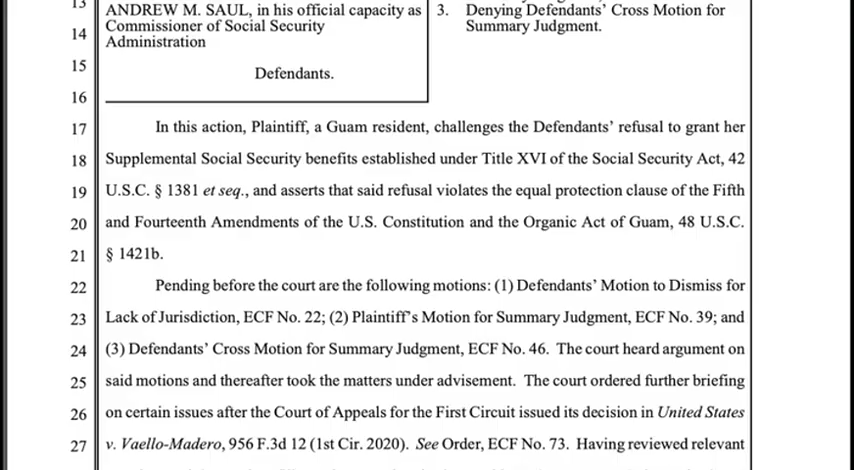 13
ANDREW M. SAUL, in his official capacity as
Commissioner of Social Security
14
Administration
3. Denying Defendants' Cross Motion for
Summary Judgment.
15
Defendants.
16
17 In this action, Plaintiff, a Guam resident, challenges the Defendants' refusal to grant her
18 Supplemental Social Security benefits established under Title XVI of the Social Security Act, 42
19 U.S.C. § 1381 et seq., and asserts that said refusal violates the equal protection clause of the Fifth
20 and Fourteenth Amendments of the U.S. Constitution and the Organic Act of Guam, 48 U.S.C.
21 § 1421b.
22 Pending before the court are the following motions: (1) Defendants' Motion to Dismiss for
23 Lack of Jurisdiction, ECF No. 22; (2) Plaintiff's Motion for Summary Judgment, ECF No. 39; and
24 (3) Defendants' Cross Motion for Summary Judgment, ECF No. 46. The court heard argument on
25 said motions and thereafter took the matters under advisement. The court ordered further briefing
26 on certain issues after the Court of Appeals for the First Circuit issued its decision in United States
27 v. Vaello-Madero, 956 F.3d 12 (1st Cir. 2020). See Order, ECF No. 73. Having reviewed relevant